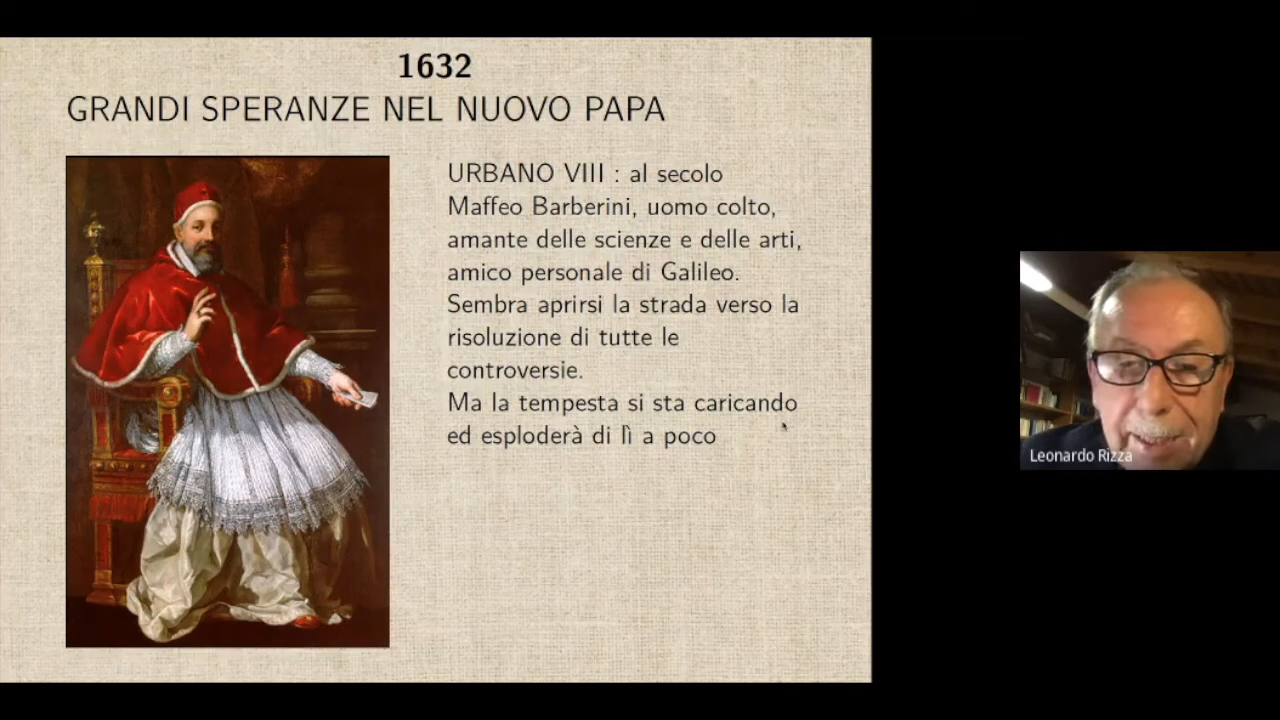 1632
GRANDI SPERANZE NEL NUOVO PAPA
URBANO VIII : al secolo
Maffeo Barberini, uomo colto,
amante delle scienze e delle arti,
amico personale di Galileo.
Sembra aprirsi la strada verso la
risoluzione di tutte le
controversie.
Ma la tempesta si sta caricando
ed esploderà di lì a poco
Leonardo Rizza